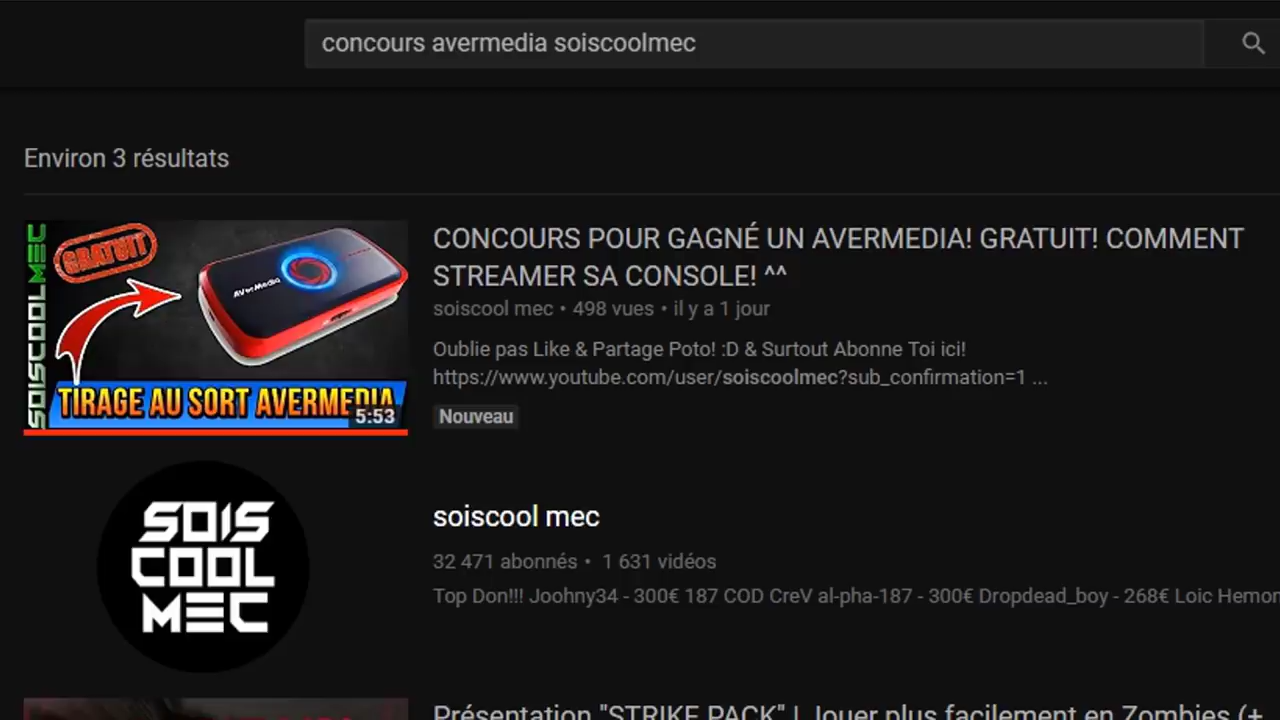 concours avermedia soiscoolmec
Environ 3 résultats
SOISCOOLMEC
GRATUIT
AVerMedia
TIRAGE AU SORT AVERMEDIA
5:53
CONCOURS POUR GAGNÉ UN AVERMEDIA! GRATUIT! COMMENT
STREAMER SA CONSOLE! ^^
soiscool mec • 498 vues • il y a 1 jour
Oublie pas Like & Partage Poto! :D & Surtout Abonne Toi ici!
https://www.youtube.com/user/soiscoolmec?sub_confirmation=1 ...
Nouveau
SOIS
COOL
MEC
soiscool mec
32 471 abonnés • 1 631 vidéos
Top Don!!! Joohny34 - 300€ 187 COD CreV al-pha-187 - 300€ Dropdead_boy - 268€ Loic Hemon
Présentation "STRIKE PACK" | Jouer plus facilement en Zombies (+